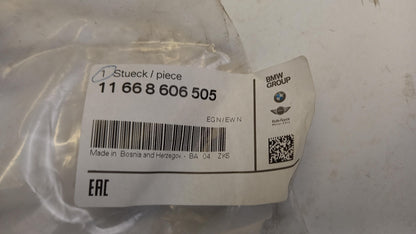 1 Stueck / piece
11 66 8 606 505
EGN/EWN
Made in Bosnia and Herzegov - BA 04 ZKS
EAC
BMW
GROUP